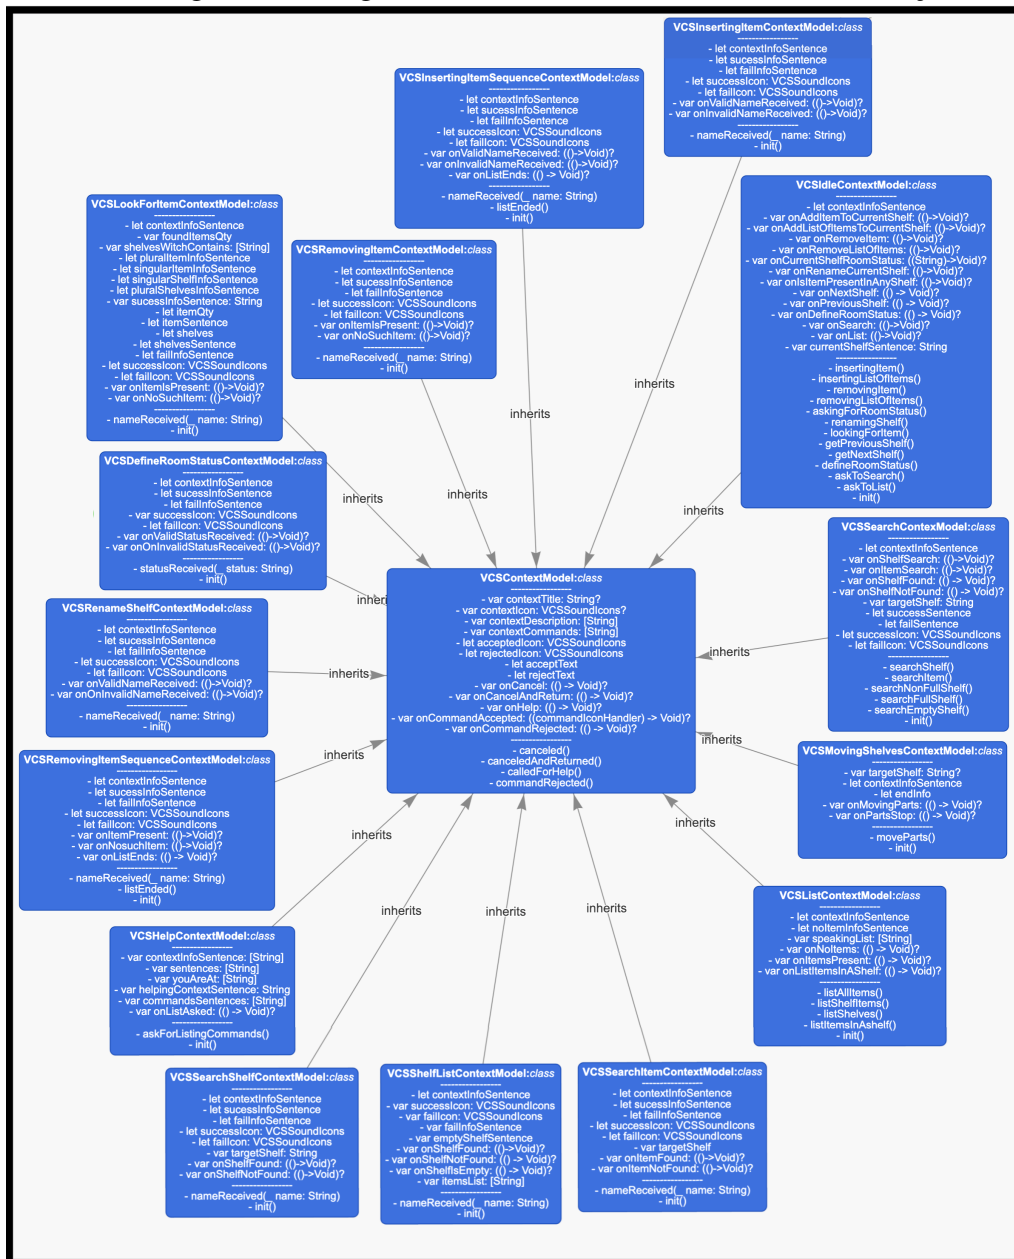 VCSInsertingItemContextModel:class
-----------------
- let contextInfoSentence
- let sucessInfoSentence
- let failInfoSentence
- let successIcon: VCSSoundIcons
- let failIcon: VCSSoundIcons
- var onValidNameReceived: (()->Void)?
- var onInvalidNameReceived: (()->Void)?
-----------------
- nameReceived(_ name: String)
- init()
VCSInsertingItemSequenceContextModel:class
-----------------
- let contextInfoSentence
- let sucessInfoSentence
- let failInfoSentence
- let successIcon: VCSSoundIcons
- let failIcon: VCSSoundIcons
- var onValidNameReceived: (()->Void)?
- var onInvalidNameReceived: (()->Void)?
- var onListEnds: (() -> Void)?
-----------------
- nameReceived(_ name: String)
- listEnded()
- init()
VCSIdleContextModel:class
-----------------
- let contextInfoSentence
- var onAddItemToCurrentShelf: (()->Void)?
- var onAddListOfItemsToCurrentShelf: (()->Void)?
- var onRemoveItem: (()->Void)?
- var onRemoveListOfItems: (()->Void)?
- var onCurrentShelfRoomStatus: ((String)->Void)?
- var onRenameCurrentShelf: (()->Void)?
- var onIsItemPresentInAnyShelf: (()->Void)?
- var onNextShelf: (() -> Void)?
- var onPreviousShelf: (() -> Void)?
- var onDefineRoomStatus: (() -> Void)?
- var onSearch: (()->Void)?
- var onList: (()->Void)?
- var currentShelfSentence: String
-----------------
- insertingItem()
- insertingListOfItems()
- removingItem()
- removingListOfItems()
- askingForRoomStatus()
- renamingShelf()
- lookingForItem()
- getPreviousShelf()
- getNextShelf()
- defineRoomStatus()
- askToSearch()
- askToList()
- init()
VCSLookForItemContextModel:class
-----------------
- let contextInfoSentence
- var foundItemsQty
- var shelvesWitchContains: [String]
- let pluralItemInfoSentence
- let singularItemInfoSentence
- let singularShelfInfoSentence
- let pluralShelvesInfoSentence
- var sucessInfoSentence: String
- let itemQty
- let itemSentence
- let shelves
- let shelvesSentence
- let failInfoSentence
- let successIcon: VCSSoundIcons
- let failIcon: VCSSoundIcons
- var onItemIsPresent: (()->Void)?
- var onNoSuchItem: (()->Void)?
-----------------
- nameReceived(_ name: String)
- init()
VCSRemovingItemContextModel:class
-----------------
- let contextInfoSentence
- let sucessInfoSentence
- let failInfoSentence
- let successIcon: VCSSoundIcons
- let failIcon: VCSSoundIcons
- var onItemIsPresent: (()->Void)?
- var onNoSuchItem: (()->Void)?
-----------------
- nameReceived(_ name: String)
- init()
inherits
inherits
inherits
inherits
inherits
VCSDefineRoomStatusContextModel:class
-----------------
- let contextInfoSentence
- let sucessInfoSentence
- let failInfoSentence
- var successIcon: VCSSoundIcons
- let failIcon: VCSSoundIcons
- var onValidStatusReceived: (()->Void)?
- var onOnInvalidStatusReceived: (()->Void)?
-----------------
- statusReceived(_ status: String)
- init()
VCSSearchContexModel:class
-----------------
- let contextInfoSentence
- var onShelfSearch: (()->Void)?
- var onItemSearch: (()->Void)?
- var onShelfFound: (()->Void)?
- var onShelfNotFound: (() -> Void)?
- var targetShelf: String
- let successSentence
- let failSentence
- let successIcon: VCSSoundIcons
- let failIcon: VCSSoundIcons
-----------------
- searchShelf()
- searchItem()
- searchNonFullShelf()
- searchFullShelf()
- searchEmptyShelf()
- init()
VCSContextModel:class
-----------------
- var contextTitle: String?
- var contextIcon: VCSSoundIcons?
- var contextDescription: [String]
- var contextCommands: [String]
- let acceptedIcon: VCSSoundIcons
- let rejectedIcon: VCSSoundIcons
- let acceptText
- let rejectText
- var onCancel: (() -> Void)?
- var onCancelAndReturn: (() -> Void)?
- var onHelp: (() -> Void)?
- var onCommandAccepted: ((commandIconHandler) -> Void)?
- var onCommandRejected: (() -> Void)?
-----------------
- canceled()
- canceledAndReturned()
- calledForHelp()
- commandRejected()
inheri
VCSRenameShelfContextModel:class
-----------------
- let contextInfoSentence
- let sucessInfoSentence
- let failInfoSentence
- let successIcon: VCSSoundIcons
- let failIcon: VCSSoundIcons
- var onValidNameReceived: (()->Void)?
- var onOnInvalidNameReceived: (()->Void)?
-----------------
- nameReceived(_ name: String)
- init()
inherits
inherits
inherits
inherits
VCSMovingShelvesContextModel:class
-----------------
- var targetShelf: String?
- let contextInfoSentence
- let endInfo
- var onMovingParts: (() -> Void)?
- var onPartsStop: (() -> Void)?
-----------------
- moveParts()
- init()
VCSRemovingItemSequenceContextModel:class
-----------------
- let contextInfoSentence
- let sucessInfoSentence
- let failInfoSentence
- let successIcon: VCSSoundIcons
- let failIcon: VCSSoundIcons
- var onItemPresent: (()->Void)?
- var onNosuchItem: (()->Void)?
- var onListEnds: (() -> Void)?
-----------------
- nameReceived(_ name: String)
- listEnded()
- init()
inherits
inherits
VCSListContextModel:class
-----------------
- let contextInfoSentence
- let noItemInfoSentence
- var speakingList: [String]
- var onNoItems: (() -> Void)?
- var onItemsPresent: (() -> Void)?
- var onListItemsInAShelf: (() -> Void)?
-----------------
- listAllItems()
- listShelfItems()
- listShelves()
- listItemsInAshelf()
- init()
inherits
inherits
inherits
VCSHelpContextModel:class
-----------------
- var contextInfoSentence: [String]
- var sentences: [String]
- var youAreAt: [String]
- var helpingContextSentence: String
- var commandsSentences: [String]
- var onListAsked: (() -> Void)?
-----------------
- askForListingCommands()
- init()
VCSSearchShelfContextModel:class
-----------------
- let contextInfoSentence
- let sucessInfoSentence
- let failInfoSentence
- let successIcon: VCSSoundIcons
- let failIcon: VCSSoundIcons
- var targetShelf: String
- var onShelfFound: (()->Void)?
- var onShelfNotFound: (()->Void)?
-----------------
- nameReceived(_ name: String)
- init()
VCSShelfListContextModel:class
-----------------
- let contextInfoSentence
- var successIcon: VCSSoundIcons
- var failIcon: VCSSoundIcons
- var failInfoSentence
- var emptyShelfSentence
- var onShelfFound: (()->Void)?
- var onShelfNotFound: (() -> Void)?
- var onShelfIsEmpty: (() -> Void)?
- var itemsList: [String]
-----------------
- nameReceived(_ name: String)
- init()
VCSSearchItemContextModel:class
-----------------
- let contextInfoSentence
- let sucessInfoSentence
- let failInfoSentence
- let successIcon: VCSSoundIcons
- let failIcon: VCSSoundIcons
- var targetShelf
- var onItemFound: (()->Void)?
- var onItemNotFound: (()->Void)?
-----------------
- nameReceived(_ name: String)
- init()